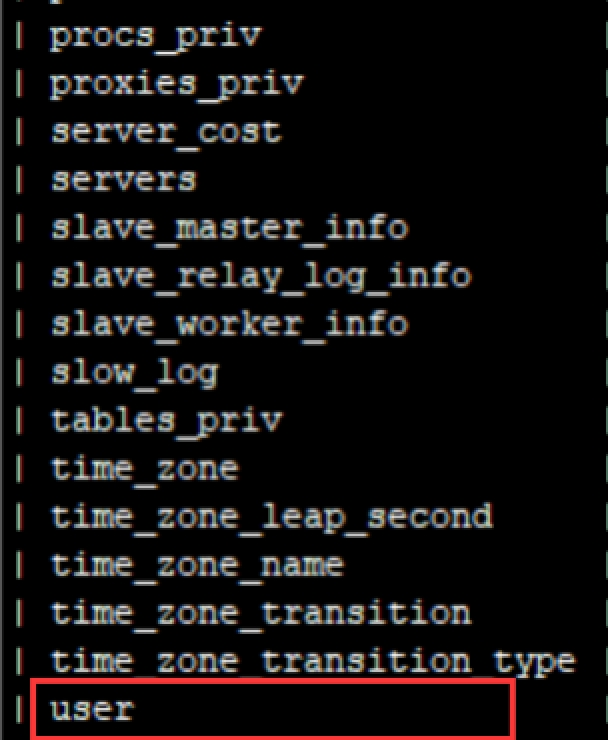 | procs_priv |
| proxies_priv |
| server_cost |
| servers |
| slave_master_info |
| slave_relay_log_info |
| slave_worker_info |
| slow_log |
| tables_priv |
| time_zone |
| time_zone_leap_second |
| time_zone_name |
| time_zone_transition |
| time_zone_transition_type |
| user |